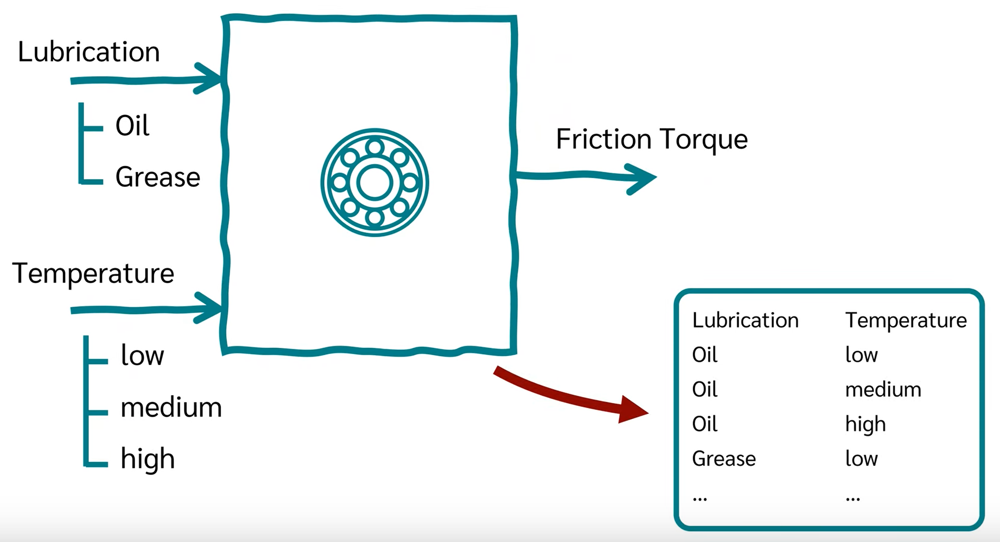 Lubrication
Oil
Grease
Friction Torque
Temperature
low
medium
high
Lubrication Temperature
Oil low
Oil medium
Oil high
Grease low
... ...